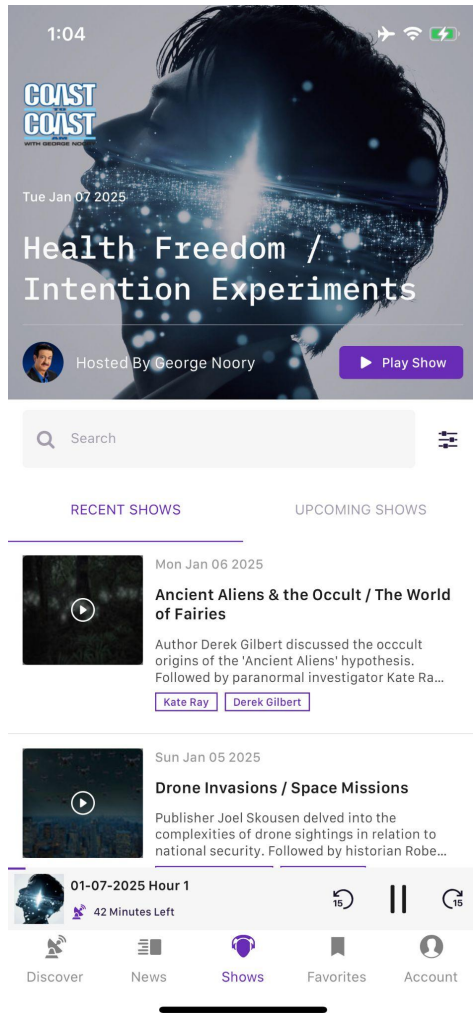 1:04
COAST
TO
COAST
AM
WITH GEORGE NOORY
Tue Jan 07 2025
Health Freedom /
Intention Experiments
Hosted By George Noory
Play Show
Search
RECENT SHOWS
UPCOMING SHOWS
Mon Jan 06 2025
Ancient Aliens & the Occult / The World
of Fairies
Author Derek Gilbert discussed the occcult
origins of the 'Ancient Aliens' hypothesis.
Followed by paranormal investigator Kate Ra...
Kate Ray
Derek Gilbert
Sun Jan 05 2025
Drone Invasions / Space Missions
Publisher Joel Skousen delved into the
complexities of drone sightings in relation to
national security. Followed by historian Robe...
01-07-2025 Hour 1
42 Minutes Left
15
15
Discover
News
Shows
Favorites
Account